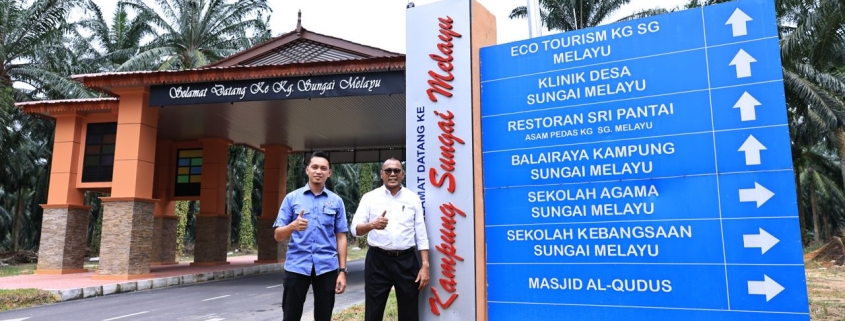 Selamat Datang Ke Kg. Sungai Melayu
SELAMAT DATANG KE
Kampung Sungai Melayu
ECO TOURISM KG SG
MELAYU
KLINIK DESA
SUNGAI MELAYU
RESTORAN SRI PANTAI
ASAM PEDAS KG SG. MELAYU
BALAIRAYA KAMPUNG
SUNGAI MELAYU
SEKOLAH AGAMA
SUNGAI MELAYU
SEKOLAH KEBANGSAAN
SUNGAI MELAYU
MASJID AL-QUDUS